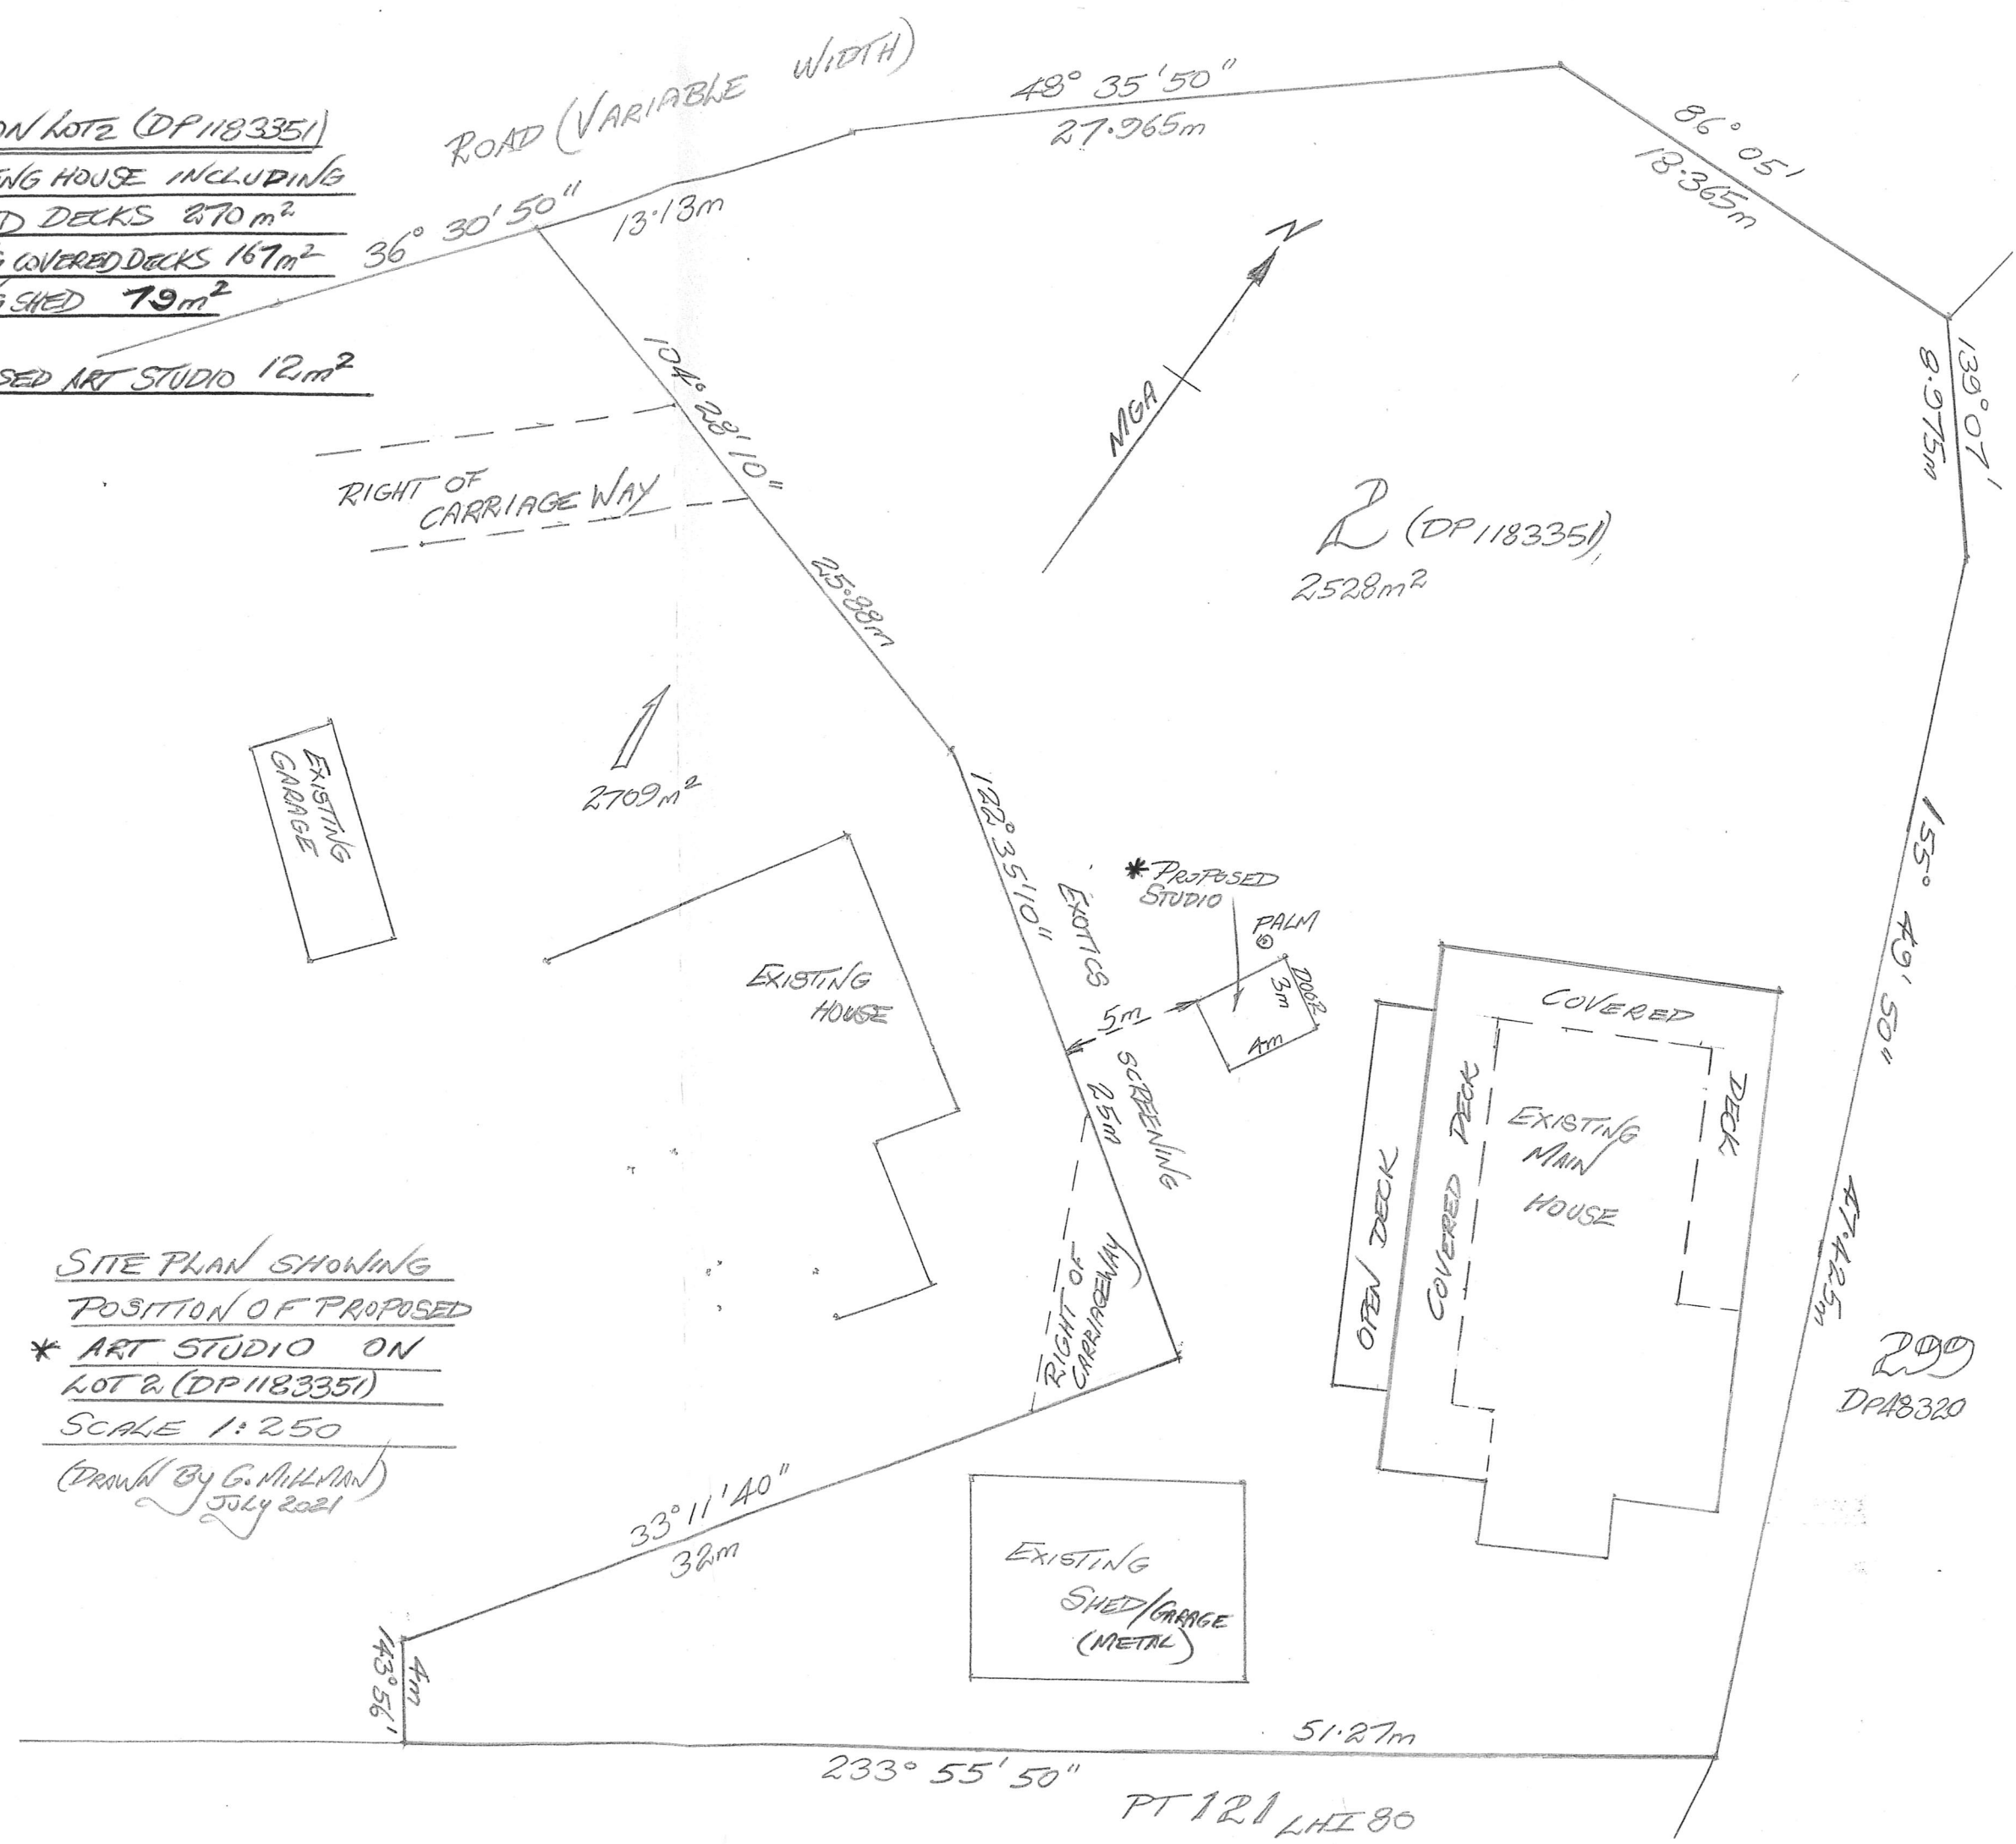 ON LOT 2 (DP1183351)
ING HOUSE INCLUDING
ED DECKS 270m²
G COVERED DECKS 167m²
G SHED 79m²
SED ART STUDIO 12m²
ROAD (VARIABLE WIDTH)
36° 30' 50"
13.13m
48° 35' 50"
27.965m
86° 05'
18.365m
139° 07'
8.975m
N
MGA
104° 28' 10"
25.88m
RIGHT OF
CARRIAGE WAY
2 (DP1183351)
2528m²
EXISTING
GARAGE
2709m²
122° 35' 10"
25m
EXOTICS
SCREENING
* PROPOSED
STUDIO
PALM
DOOR
3m
4m
5m
EXISTING
HOUSE
155° 49' 50"
47.425m
COVERED
DECK
COVERED DECK
OPEN DECK
EXISTING
MAIN
HOUSE
RIGHT OF
CARRIAGEWAY
299
DP48320
SITE PLAN SHOWING
POSITION OF PROPOSED
* ART STUDIO ON
LOT 2 (DP1183351)
SCALE 1:250
(DRAWN BY G. MILLMAN)
JULY 2021
33° 11' 40"
32m
EXISTING
SHED/GARAGE
(METAL)
4m
143° 56'
51.27m
233° 55' 50"
PT 121 LHI 80